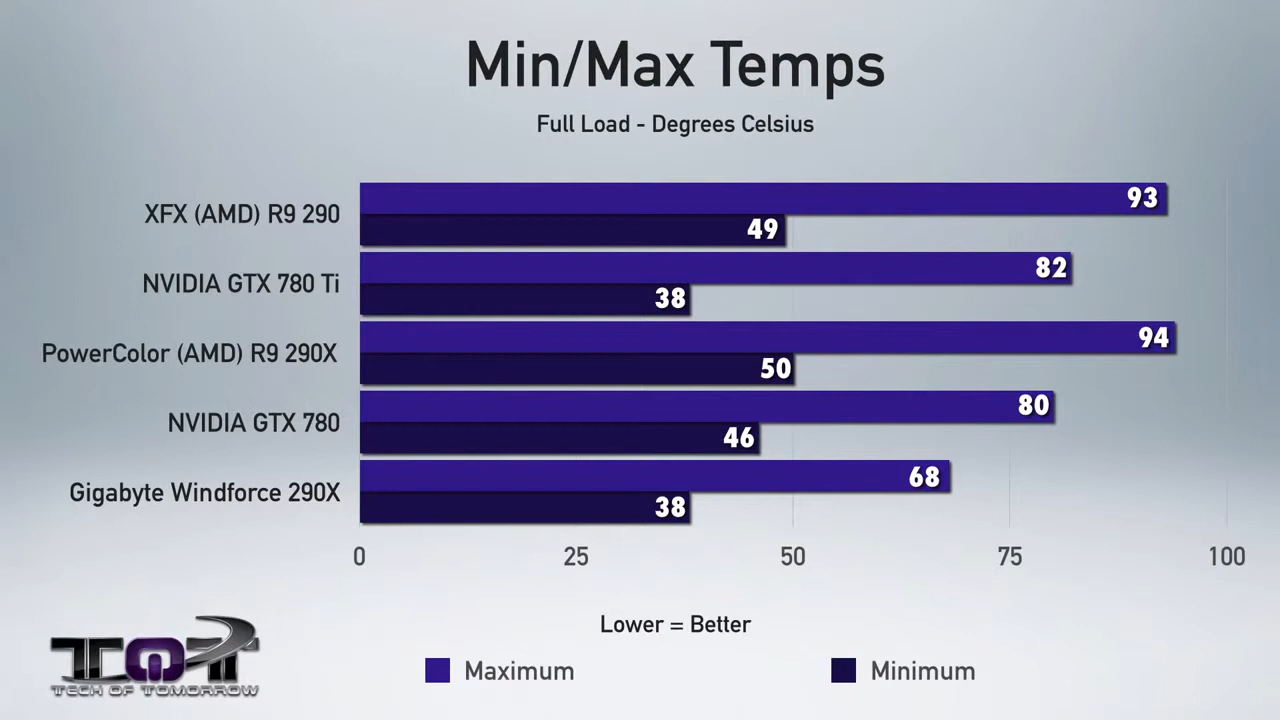 Min/Max Temps
Full Load - Degrees Celsius
XFX (AMD) R9 290
93
49
NVIDIA GTX 780 Ti
82
38
PowerColor (AMD) R9 290X
94
50
NVIDIA GTX 780
80
46
Gigabyte Windforce 290X
68
38
0 25 50 75 100
Lower = Better
Maximum Minimum
TOT
TECH OF TOMORROW